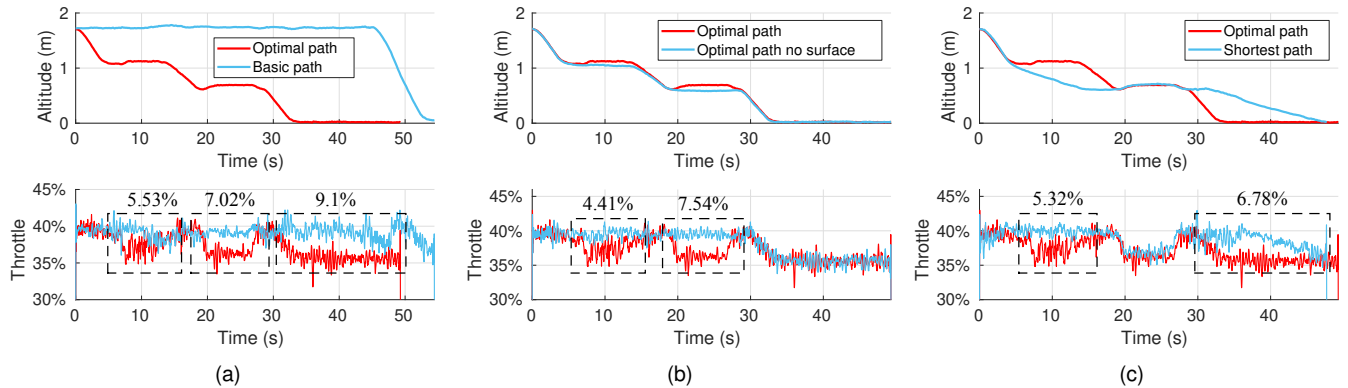 2
1
0
Altitude (m)
Optimal path
Basic path
0 10 20 30 40 50
Time (s)
45%
40%
35%
30%
Throttle
5.53% 7.02% 9.1%
0 10 20 30 40 50
Time (s)
(a)
2
1
0
Altitude (m)
Optimal path
Optimal path no surface
0 10 20 30 40
Time (s)
45%
40%
35%
30%
Throttle
4.41% 7.54%
0 10 20 30 40
Time (s)
(b)
2
1
0
Altitude (m)
Optimal path
Shortest path
0 10 20 30 40
Time (s)
45%
40%
35%
30%
Throttle
5.32% 6.78%
0 10 20 30 40
Time (s)
(c)